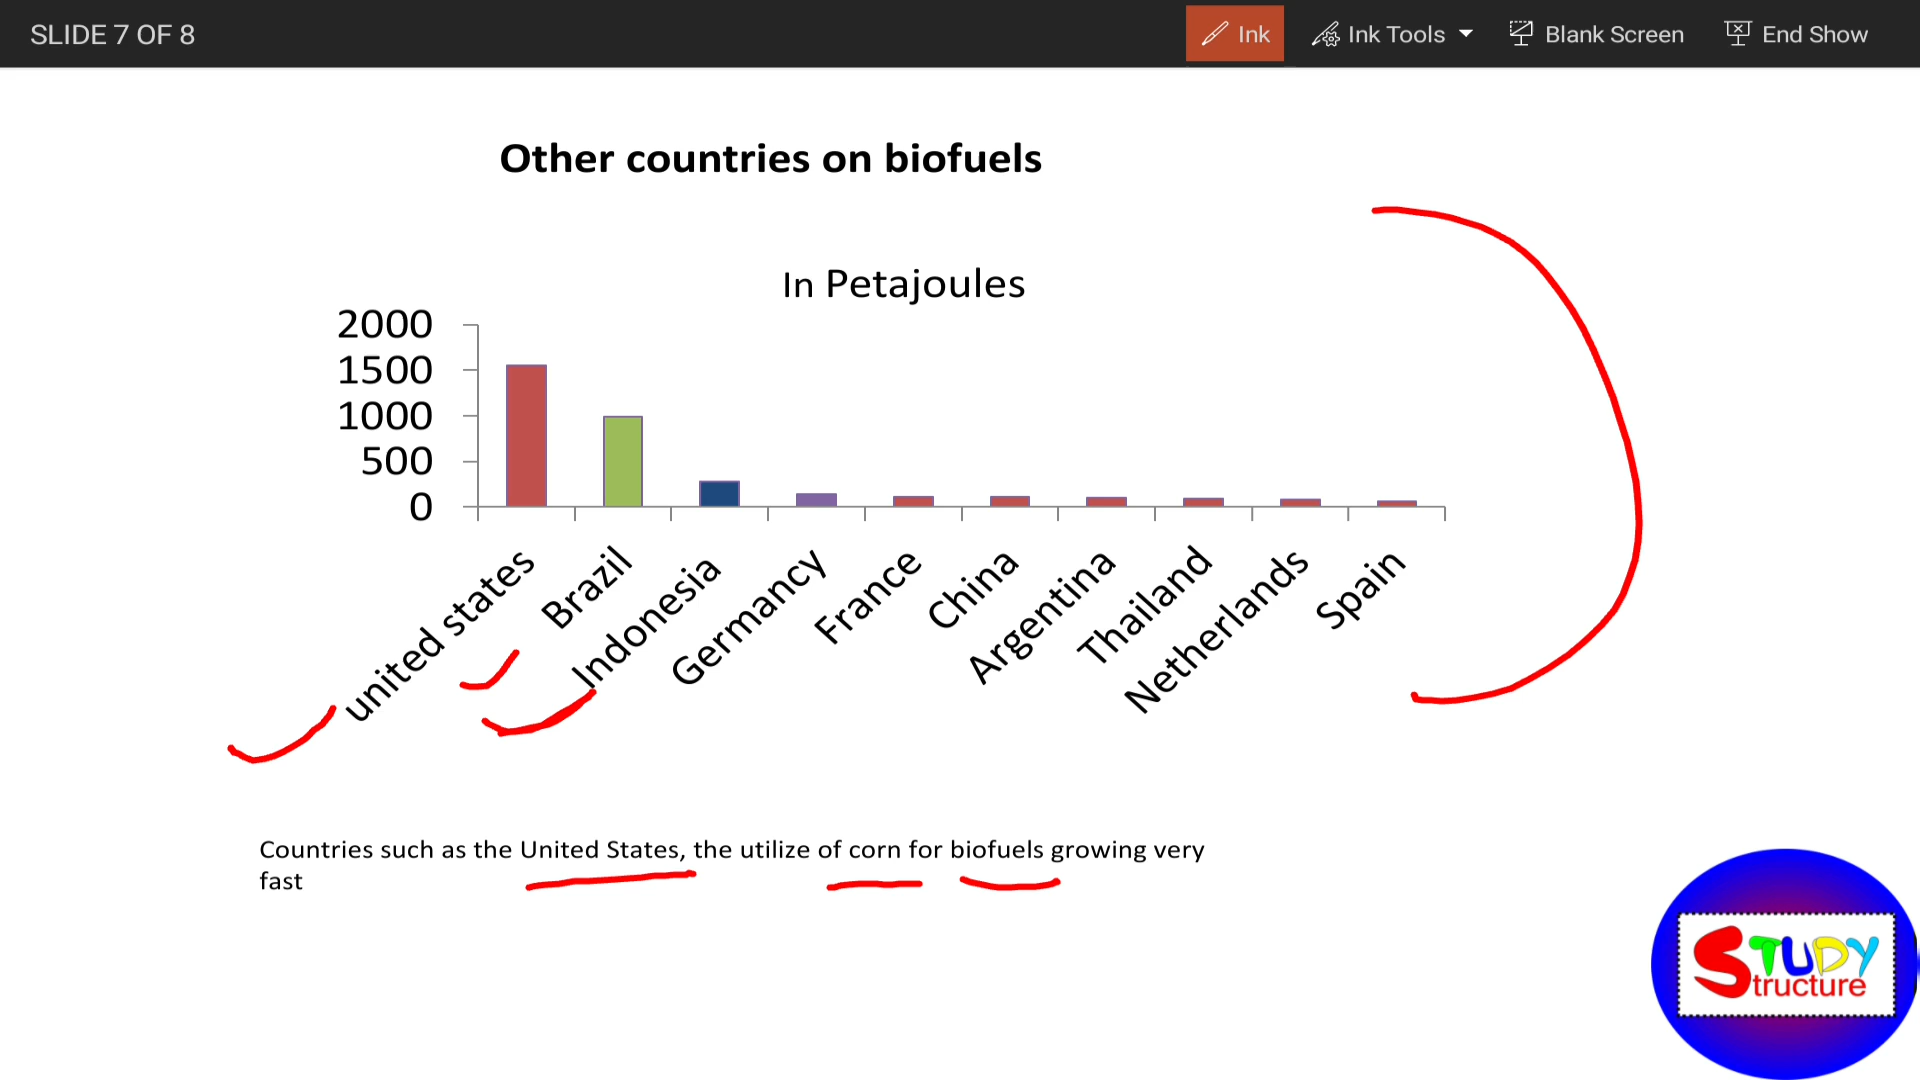 SLIDE 7 OF 8
Ink
Ink Tools
Blank Screen
End Show
Other countries on biofuels
In Petajoules
2000
1500
1000
500
0
united states
Brazil
Indonesia
Germancy
France
China
Argentina
Thailand
Netherlands
Spain
Countries such as the United States, the utilize of corn for biofuels growing very
fast
STUDY
Structure